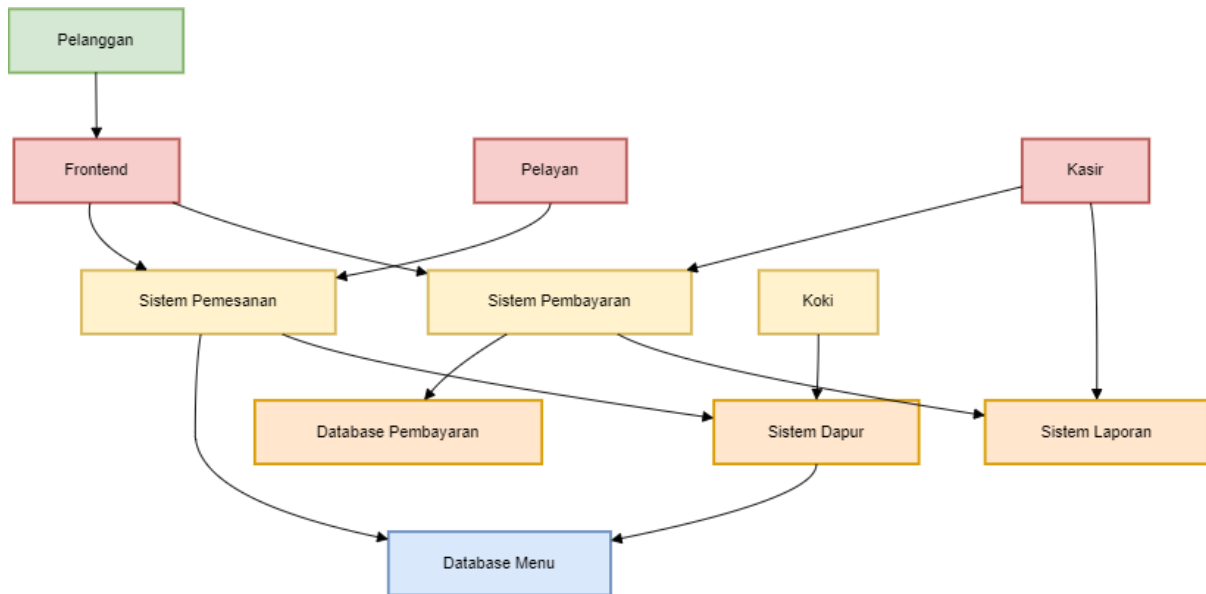 Pelanggan
Frontend
Pelayan
Kasir
Sistem Pemesanan
Sistem Pembayaran
Koki
Database Pembayaran
Sistem Dapur
Sistem Laporan
Database Menu